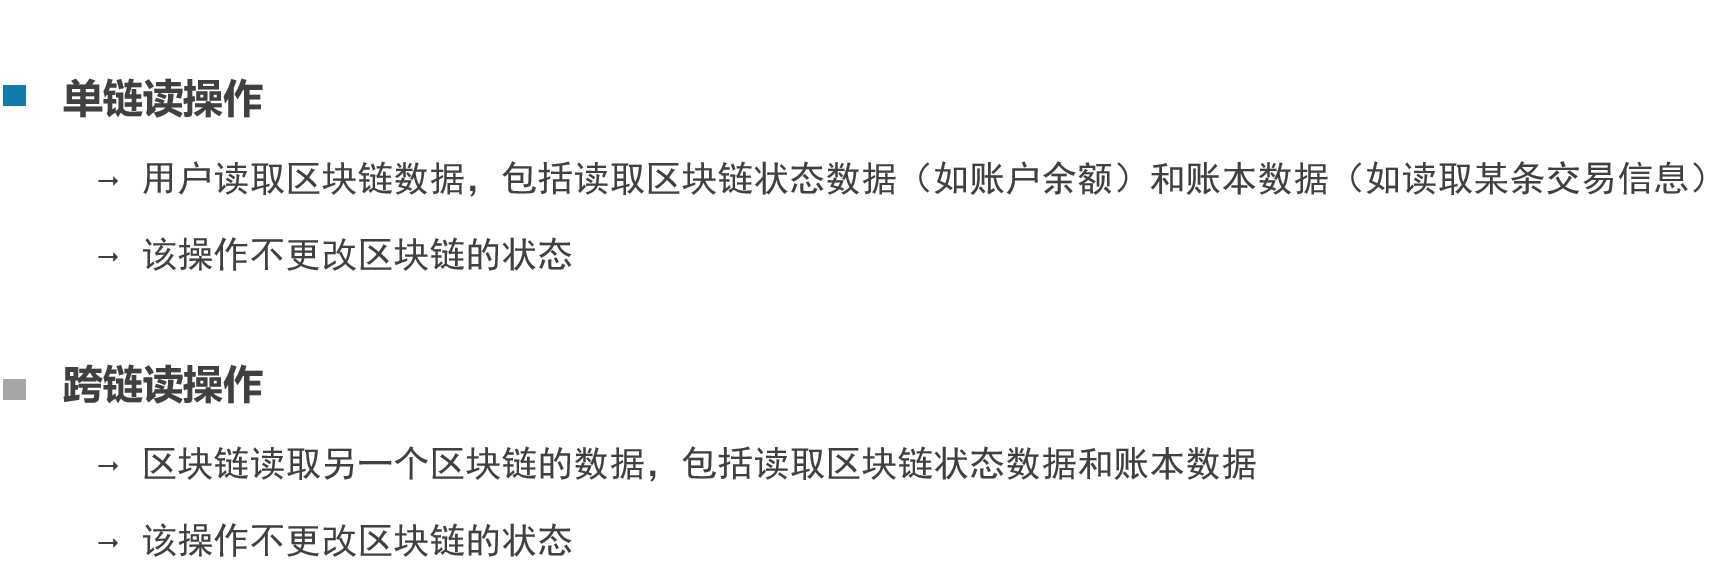 单链读操作
→ 用户读取区块链数据，包括读取区块链状态数据（如账户余额）和账本数据（如读取某条交易信息）
→ 该操作不更改区块链的状态
跨链读操作
→ 区块链读取另一个区块链的数据，包括读取区块链状态数据和账本数据
→ 该操作不更改区块链的状态